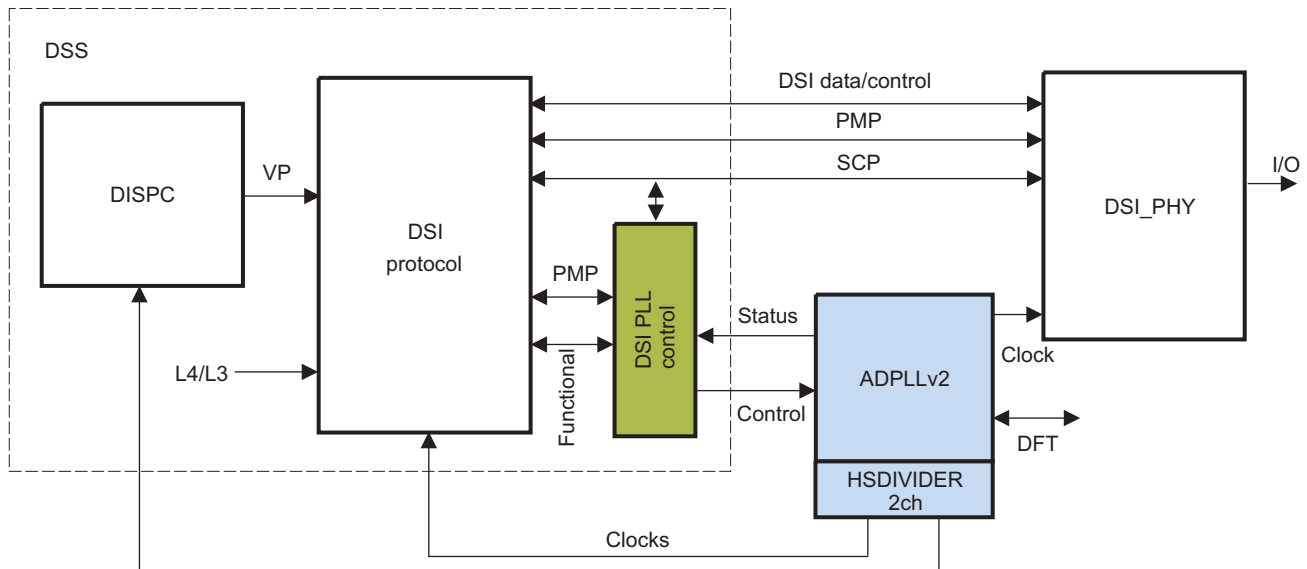 DSS
DSI data/control
PMP
SCP
VP
I/O
DISPC
DSI
protocol
DSI_PHY
PMP
DSI PLL
control
Status
Clock
L4/L3
Functional
ADPLLv2
Control
DFT
HSDIVIDER
2ch
Clocks